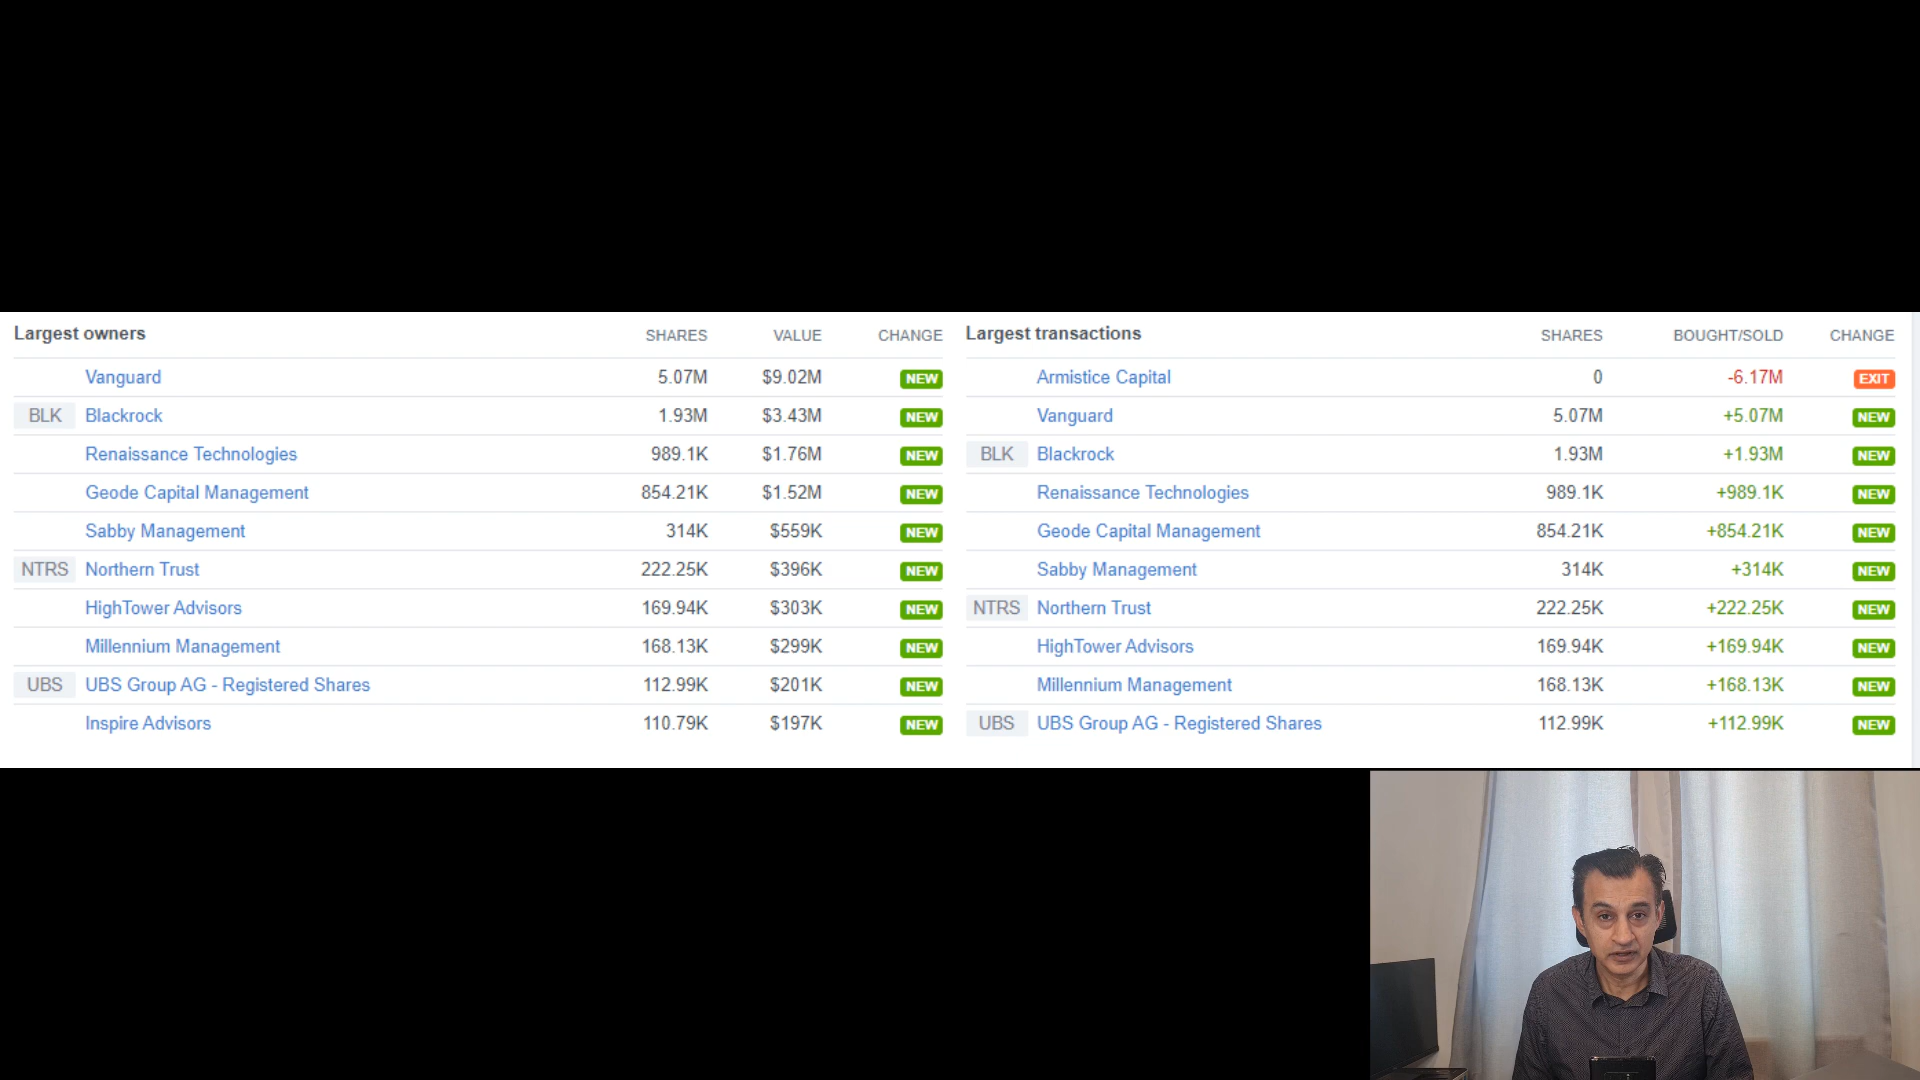 Largest owners SHARES VALUE CHANGE
Vanguard 5.07M $9.02M NEW
BLK Blackrock 1.93M $3.43M NEW
Renaissance Technologies 989.1K $1.76M NEW
Geode Capital Management 854.21K $1.52M NEW
Sabby Management 314K $559K NEW
NTRS Northern Trust 222.25K $396K NEW
HighTower Advisors 169.94K $303K NEW
Millennium Management 168.13K $299K NEW
UBS UBS Group AG - Registered Shares 112.99K $201K NEW
Inspire Advisors 110.79K $197K NEW
Largest transactions SHARES BOUGHT/SOLD CHANGE
Armistice Capital 0 -6.17M EXIT
Vanguard 5.07M +5.07M NEW
BLK Blackrock 1.93M +1.93M NEW
Renaissance Technologies 989.1K +989.1K NEW
Geode Capital Management 854.21K +854.21K NEW
Sabby Management 314K +314K NEW
NTRS Northern Trust 222.25K +222.25K NEW
HighTower Advisors 169.94K +169.94K NEW
Millennium Management 168.13K +168.13K NEW
UBS UBS Group AG - Registered Shares 112.99K +112.99K NEW